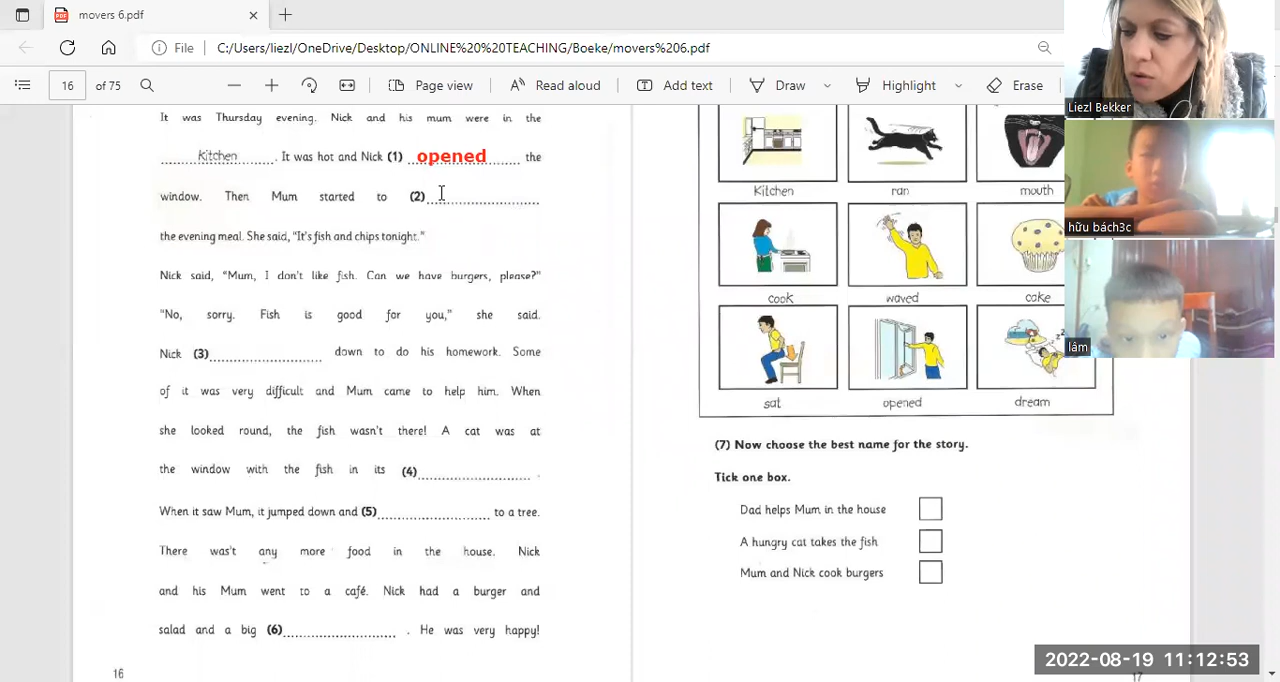 movers 6.pdf
File C:/Users/liezl/OneDrive/Desktop/ONLINE%20%20TEACHING/Boeke/movers%206.pdf
16 of 75 Page view Read aloud Add text Draw Highlight Erase
It was Thursday evening. Nick and his mum were in the
Kitchen. It was hot and Nick (1) opened the
window. Then Mum started to (2)
the evening meal. She said, "It's fish and chips tonight."
Nick said, "Mum, I don't like fish. Can we have burgers, please?"
"No, sorry. Fish is good for you," she said.
Nick (3) down to do his homework. Some
of it was very difficult and Mum came to help him. When
she looked round, the fish wasn't there! A cat was at
the window with the fish in its (4) .
When it saw Mum, it jumped down and (5) to a tree.
There was't any more food in the house. Nick
and his Mum went to a café. Nick had a burger and
salad and a big (6) . He was very happy!
16
Kitchen ran mouth
cook waved cake
sat opened dream
(7) Now choose the best name for the story.
Tick one box.
Dad helps Mum in the house
A hungry cat takes the fish
Mum and Nick cook burgers
17
Liezl Bekker
hữu bách3c
lâm
2022-08-19 11:12:53